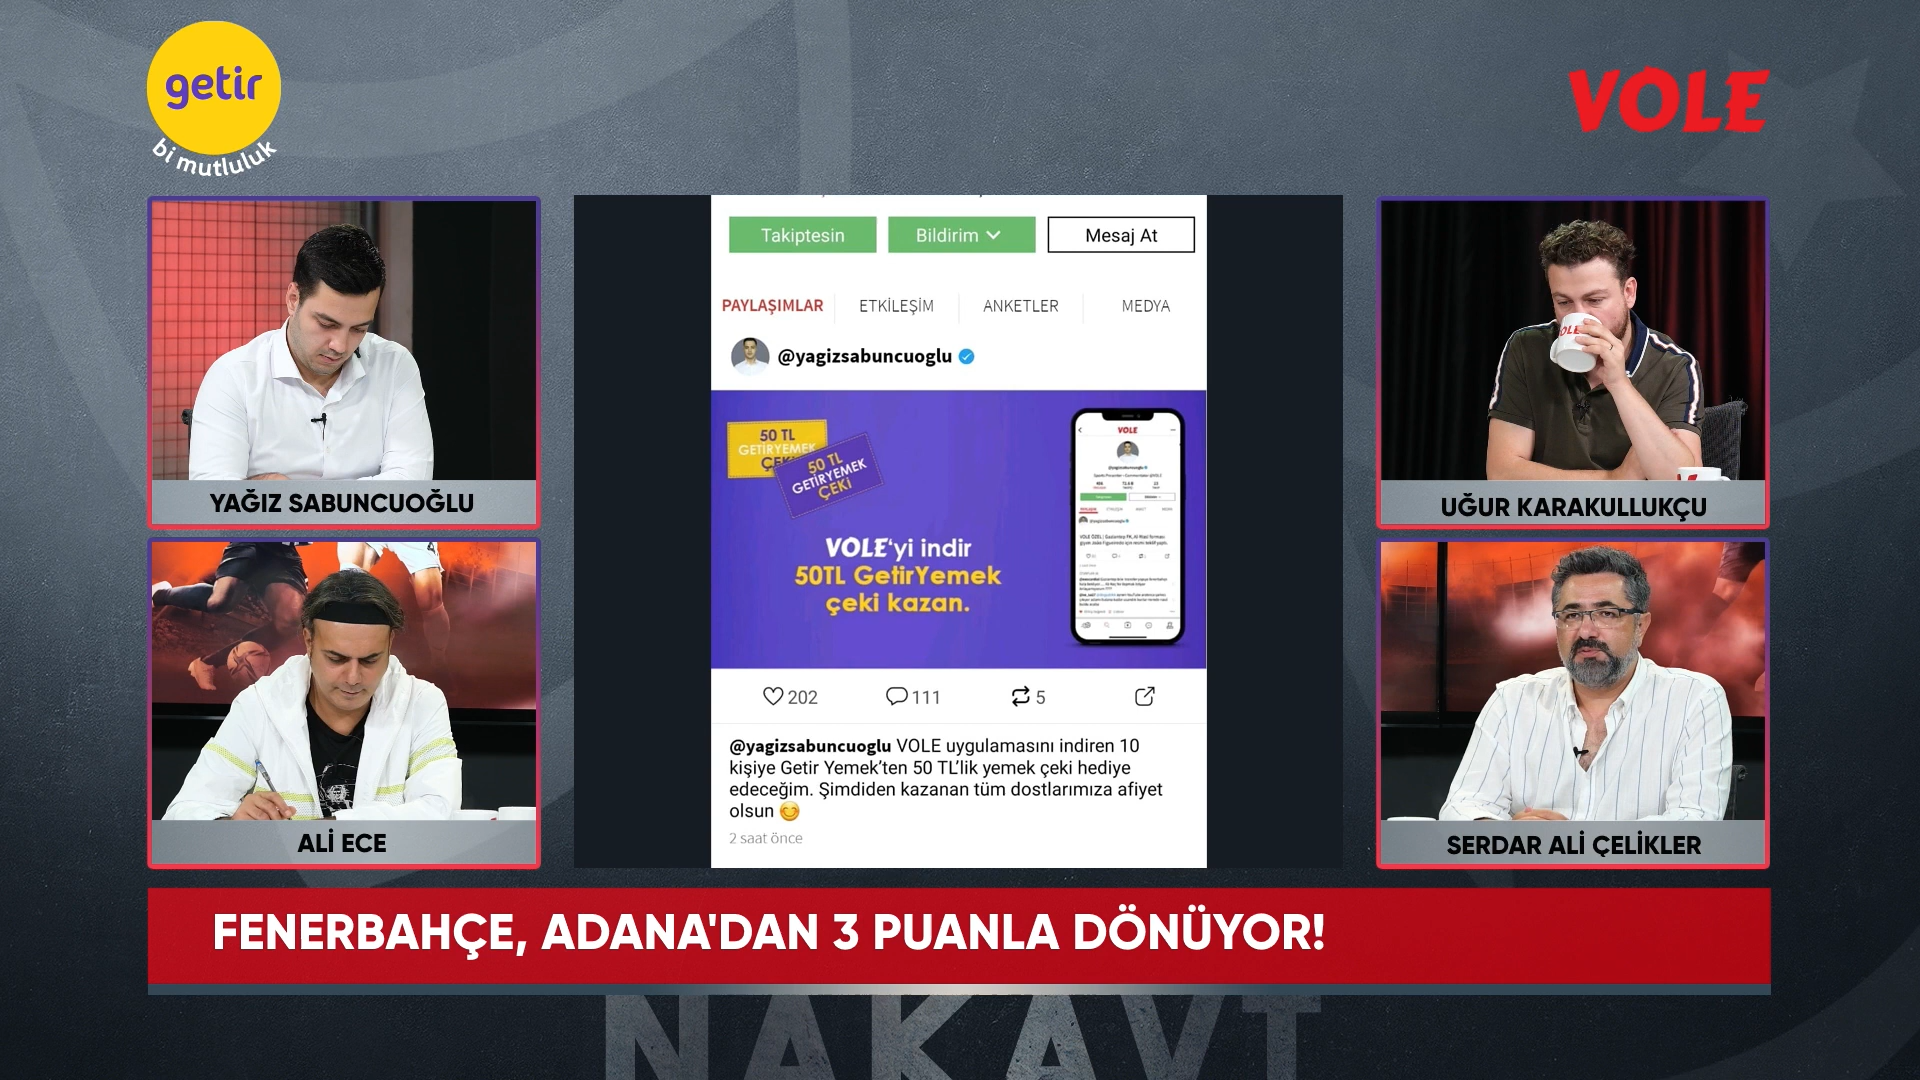 getir
bi mutluluk
VOLE
Takiptesin
Bildirim
Mesaj At
PAYLAŞIMLAR
ETKİLEŞİM
ANKETLER
MEDYA
@yagizsabuncuoglu
50 TL
GETİRYEMEK
50 TL
GETİRYEMEK
ÇEKİ
VOLE'yi indir
50TL GetirYemek
çeki kazan.
VOLE
202
111
5
@yagizsabuncuoglu VOLE uygulamasını indiren 10
kişiye Getir Yemek'ten 50 TL'lik yemek çeki hediye
edeceğim. Şimdiden kazanan tüm dostlarımıza afiyet
olsun 😊
2 saat önce
YAĞIZ SABUNCUOĞLU
UĞUR KARAKULLUKÇU
ALİ ECE
SERDAR ALİ ÇELİKLER
FENERBAHÇE, ADANA'DAN 3 PUANLA DÖNÜYOR!
NAKAVT